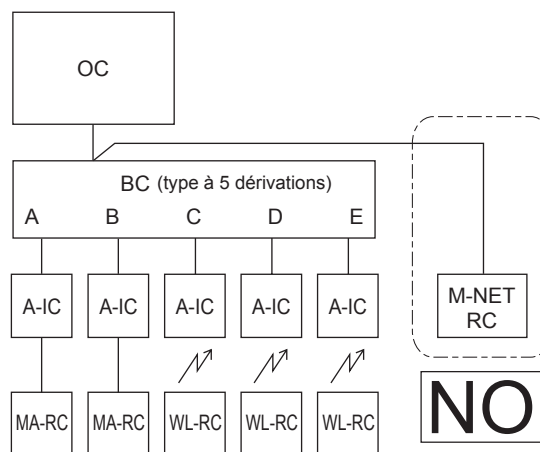 OC
BC (type à 5 dérivations)
A B C D E
A-IC A-IC A-IC A-IC A-IC
M-NET
RC
MA-RC MA-RC WL-RC WL-RC WL-RC
NO